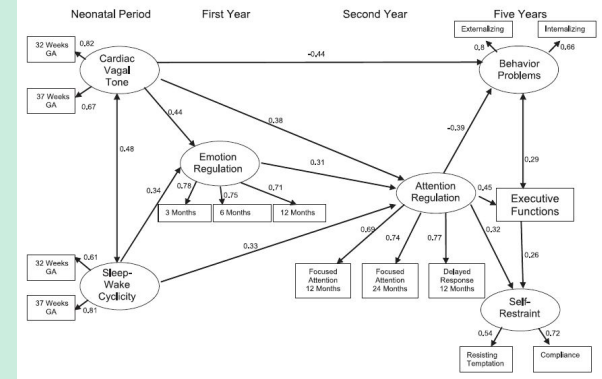 Neonatal Period First Year Second Year Five Years
Externalizing Internalizing
32 Weeks
GA
0.82
0.8
0.66
Cardiac
Vagal
Tone
-0.44
Behavior
Problems
37 Weeks
GA
0.67
0.44
0.38
-0.39
0.48
Emotion
Regulation
0.31
0.29
0.34
0.78
0.75
0.71
Attention
Regulation
0.45
Executive
Functions
3 Months
6 Months
12 Months
0.33
0.69
0.74
0.77
0.32
0.26
32 Weeks
GA
0.61
Sleep-
Wake
Cyclicity
37 Weeks
GA
0.81
Focused
Attention
12 Months
Focused
Attention
24 Months
Delayed
Response
12 Months
Self-
Restraint
0.54
0.72
Resisting
Temptation
Compliance